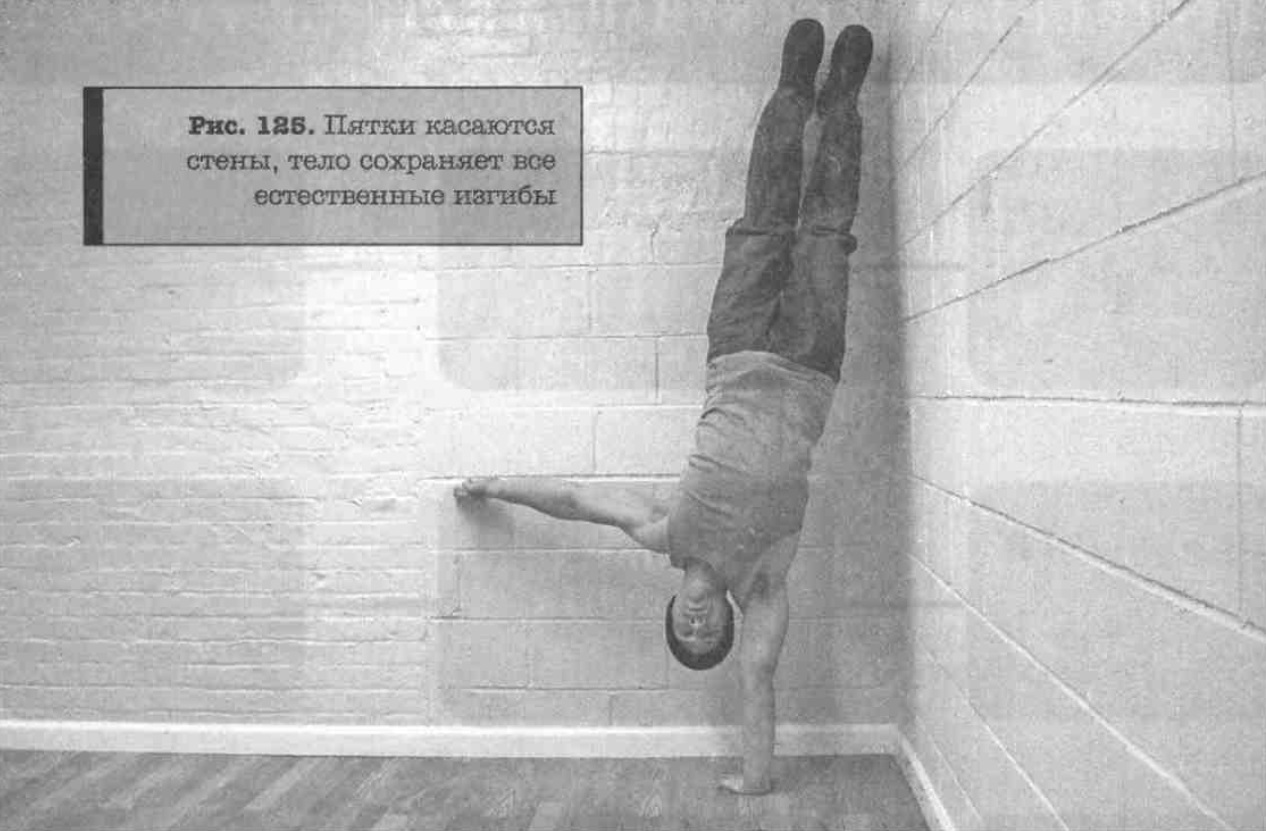 Рис. 125. Пятки касаются
стены, тело сохраняет все
естественные изгибы